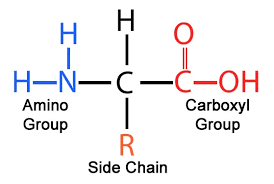 H H O
H N C C OH
Amino Carboxyl
Group R Group
Side Chain